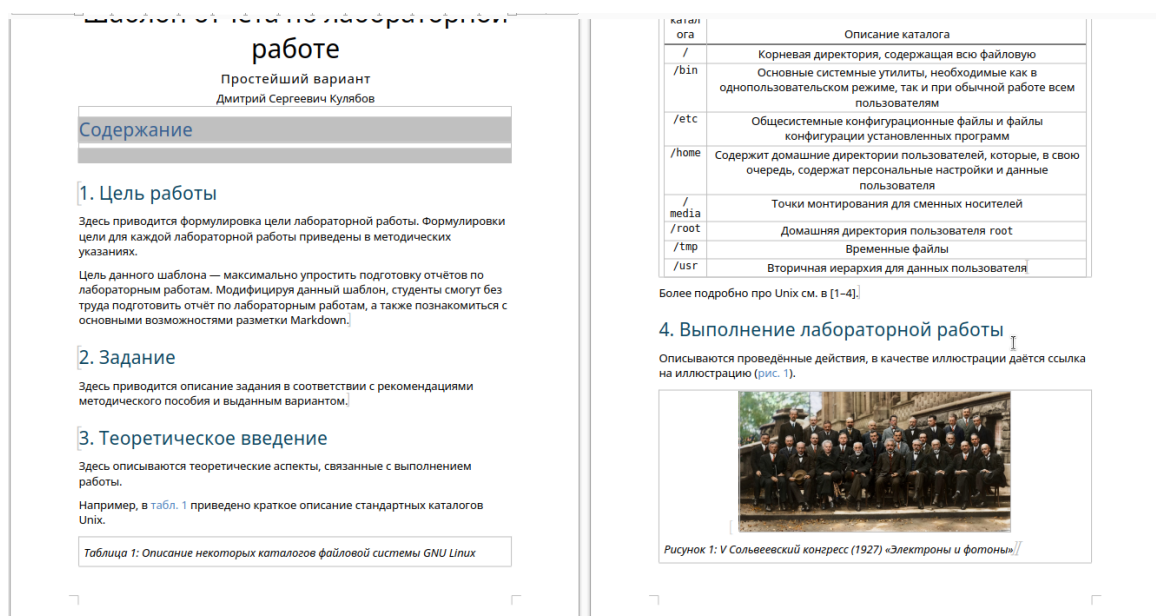 Шаблон отчёта по лабораторной
работе
Простейший вариант
Дмитрий Сергеевич Кулябов
Содержание
1. Цель работы
Здесь приводится формулировка цели лабораторной работы. Формулировки
цели для каждой лабораторной работы приведены в методических
указаниях.
Цель данного шаблона — максимально упростить подготовку отчётов по
лабораторным работам. Модифицируя данный шаблон, студенты смогут без
труда подготовить отчёт по лабораторным работам, а также познакомиться с
основными возможностями разметки Markdown.
2. Задание
Здесь приводится описание задания в соответствии с рекомендациями
методического пособия и выданным вариантом.
3. Теоретическое введение
Здесь описываются теоретические аспекты, связанные с выполнением
работы.
Например, в табл. 1 приведено краткое описание стандартных каталогов
Unix.
Таблица 1: Описание некоторых каталогов файловой системы GNU Linux
катал
ога Описание каталога
/ Корневая директория, содержащая всю файловую
/bin Основные системные утилиты, необходимые как в
однопользовательском режиме, так и при обычной работе всем
пользователям
/etc Общесистемные конфигурационные файлы и файлы
конфигурации установленных программ
/home Содержит домашние директории пользователей, которые, в свою
очередь, содержат персональные настройки и данные
пользователя
/ Точки монтирования для сменных носителей
media
/root Домашняя директория пользователя root
/tmp Временные файлы
/usr Вторичная иерархия для данных пользователя
Более подробно про Unix см. в [1–4].
4. Выполнение лабораторной работы
Описываются проведённые действия, в качестве иллюстрации даётся ссылка
на иллюстрацию (рис. 1).
Рисунок 1: V Сольвеевский конгресс (1927) «Электроны и фотоны»